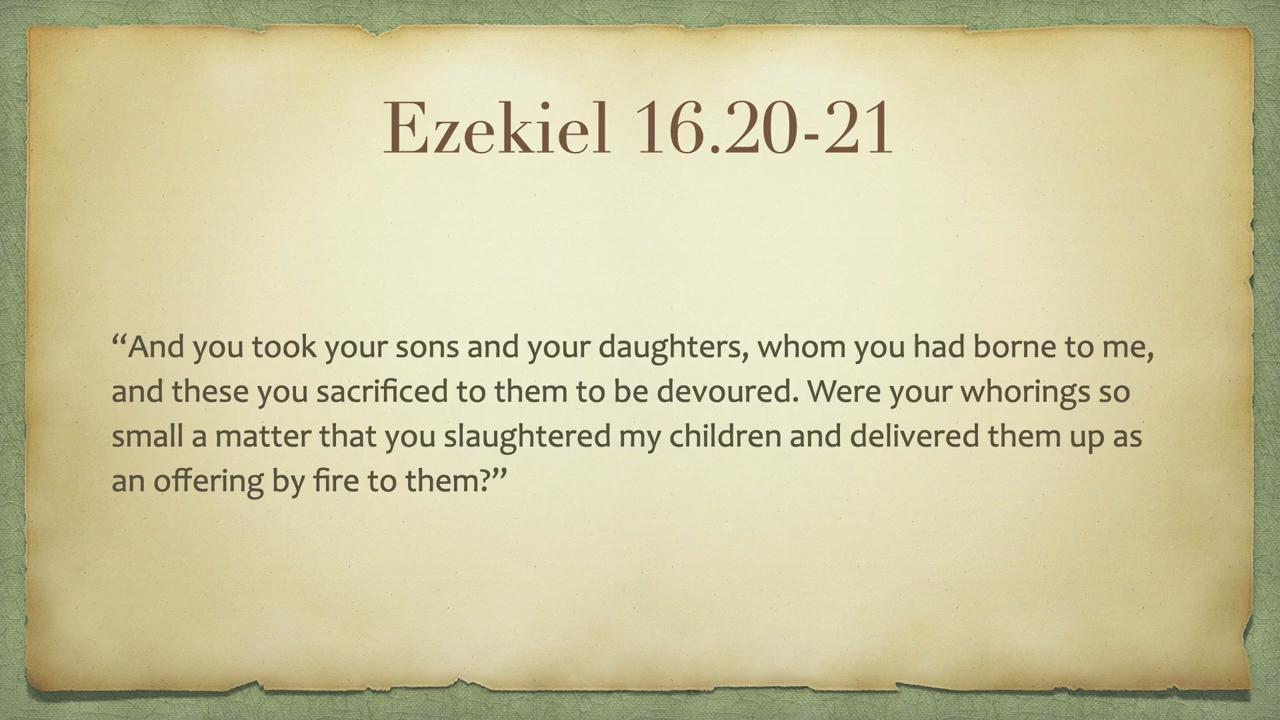 Ezekiel 16.20-21
“And you took your sons and your daughters, whom you had borne to me,
and these you sacrificed to them to be devoured. Were your whorings so
small a matter that you slaughtered my children and delivered them up as
an offering by fire to them?”